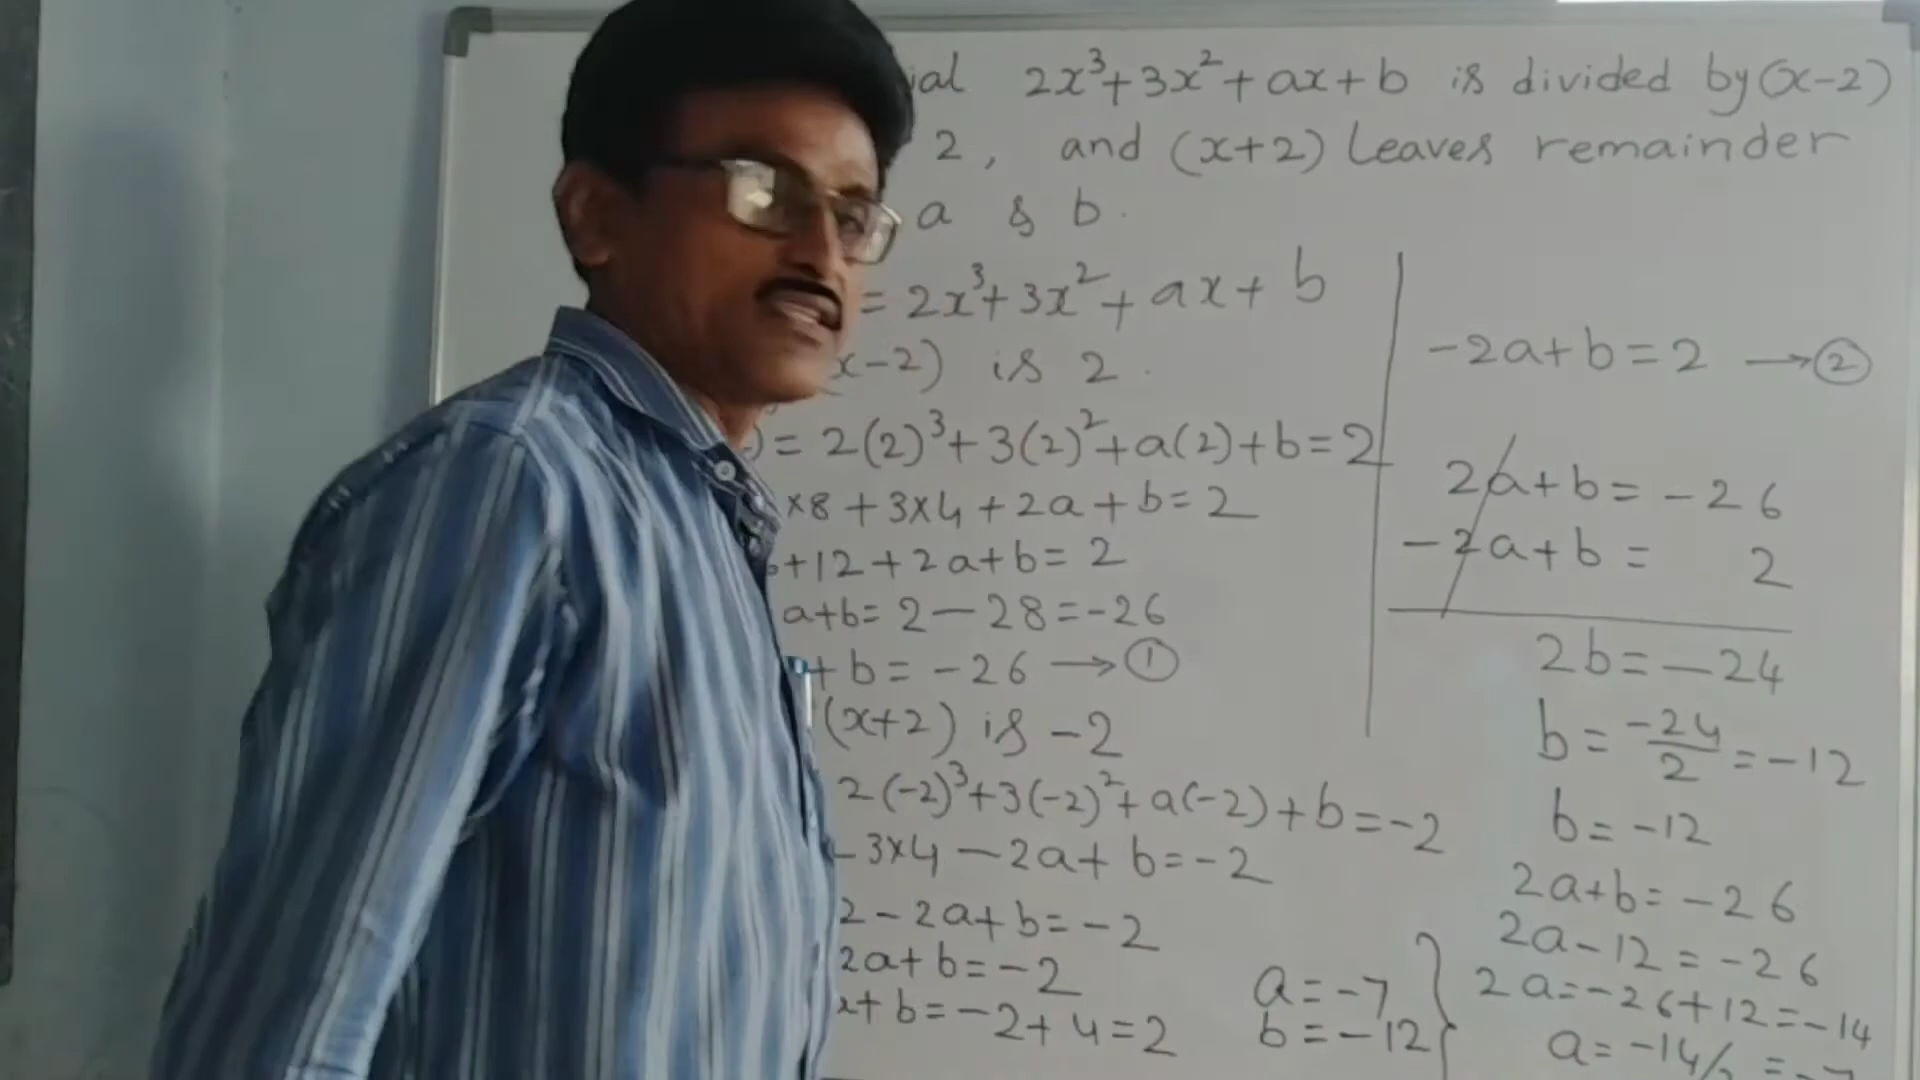 2x³+3x²+ax+b is divided by (x-2)
2, and (x+2) leaves remainder
a & b.
= 2x³+3x²+ax+b
x-2) is 2.
)= 2(2)³+3(2)²+a(2)+b=2
×8+3×4+2a+b=2
+12+2a+b=2
a+b=2-28=-26
+b=-26 → ①
(x+2) is -2
2(-2)³+3(-2)²+a(-2)+b=-2
3×4-2a+b=-2
2-2a+b=-2
2a+b=-2
+b=-2+4=2
a=-7
b=-12
-2a+b=2 → ②
2a+b=-26
-2a+b= 2
2b=-24
b=-24/2=-12
b=-12
2a+b=-26
2a-12=-26
2a=-26+12=-14
a=-14/